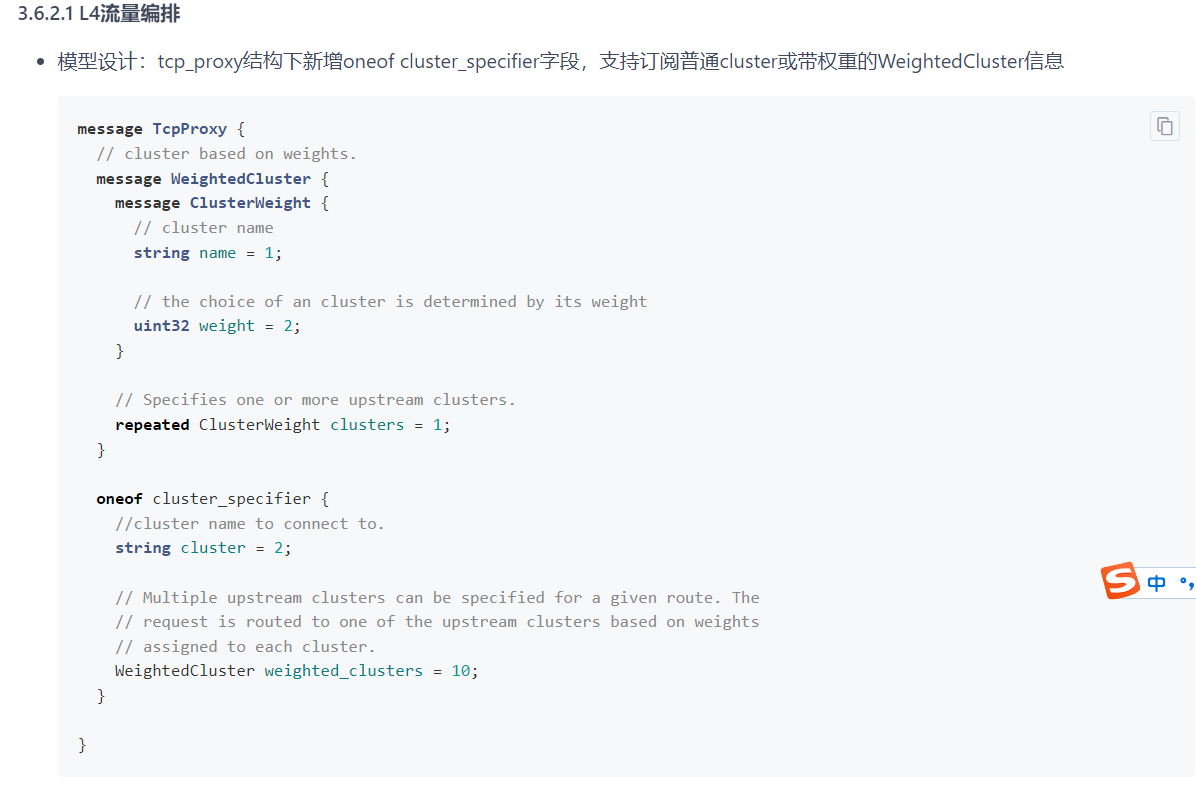 3.6.2.1 L4流量编排
• 模型设计：tcp_proxy结构下新增oneof cluster_specifier字段，支持订阅普通cluster或带权重的WeightedCluster信息
message TcpProxy {
  // cluster based on weights.
  message WeightedCluster {
    message ClusterWeight {
      // cluster name
      string name = 1;

      // the choice of an cluster is determined by its weight
      uint32 weight = 2;
    }

    // Specifies one or more upstream clusters.
    repeated ClusterWeight clusters = 1;
  }

  oneof cluster_specifier {
    //cluster name to connect to.
    string cluster = 2;

    // Multiple upstream clusters can be specified for a given route. The
    // request is routed to one of the upstream clusters based on weights
    // assigned to each cluster.
    WeightedCluster weighted_clusters = 10;
  }

}
S 中 °,